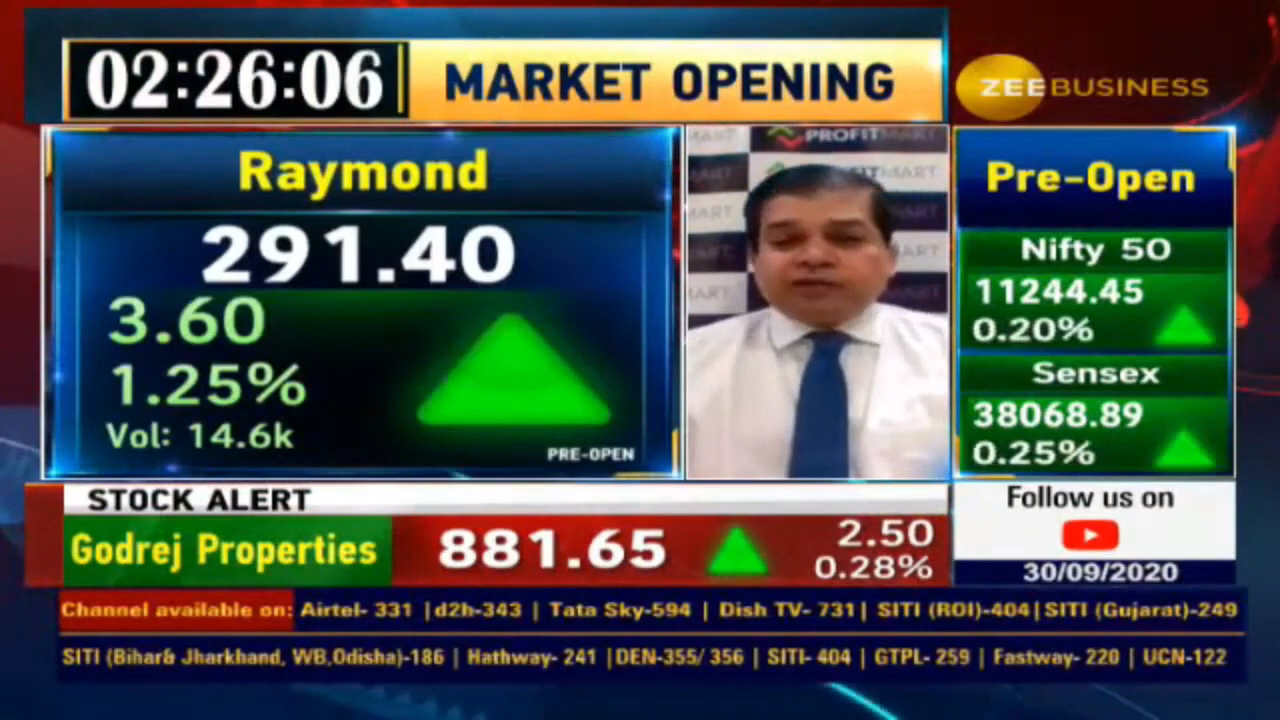 02:26:06
MARKET OPENING
ZEEBUSINESS
Raymond
291.40
3.60
1.25%
Vol: 14.6k
PRE-OPEN
PROFITMART
MART
MART
MART
Pre-Open
Nifty 50
11244.45
0.20%
Sensex
38068.89
0.25%
STOCK ALERT
Godrej Properties
881.65
2.50
0.28%
Follow us on
30/09/2020
Channel available on: Airtel- 331 |d2h-343 | Tata Sky-594 | Dish TV- 731| SITI (ROI)-404|SITI (Gujarat)-249
SITI (Bihar& Jharkhand, WB,Odisha)-186 | Hathway- 241 |DEN-355/ 356 | SITI- 404 | GTPL- 259 | Fastway- 220 | UCN-122